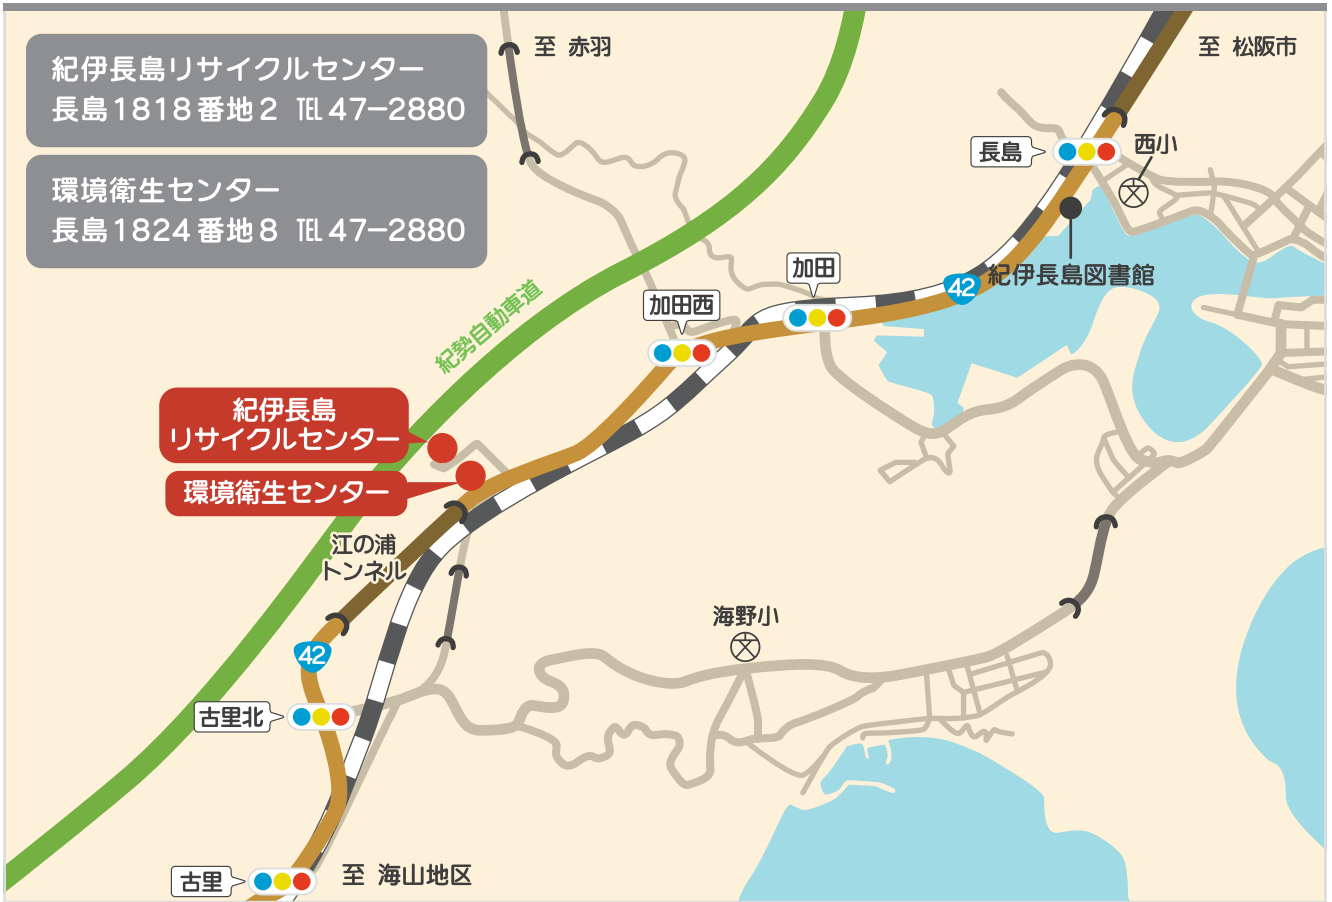 紀伊長島リサイクルセンター
長島1818番地2 ℡47−2880
環境衛生センター
長島1824番地8 ℡47−2880
至 赤羽
至 松阪市
長島
西小
紀伊長島図書館
42
加田
加田西
紀勢自動車道
紀伊長島
リサイクルセンター
環境衛生センター
江の浦
トンネル
海野小
42
古里北
古里
至 海山地区